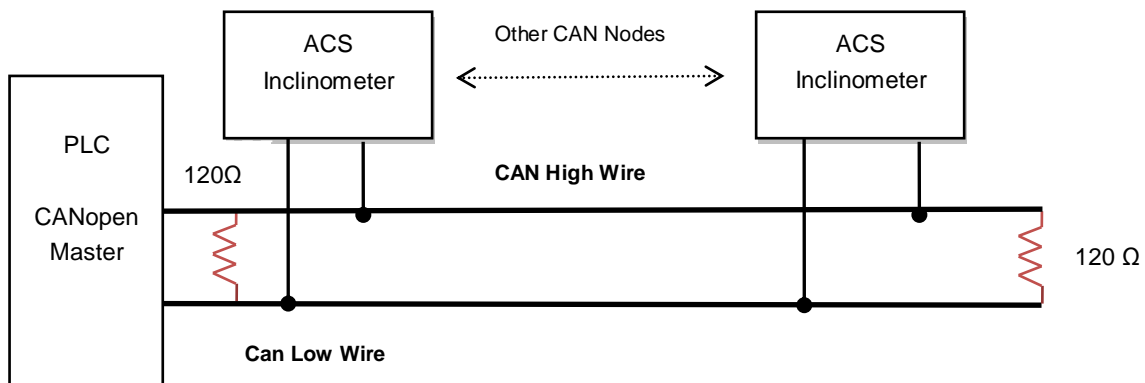 ACS
Inclinometer
Other CAN Nodes
ACS
Inclinometer
PLC
CANopen
Master
120Ω
CAN High Wire
120 Ω
Can Low Wire